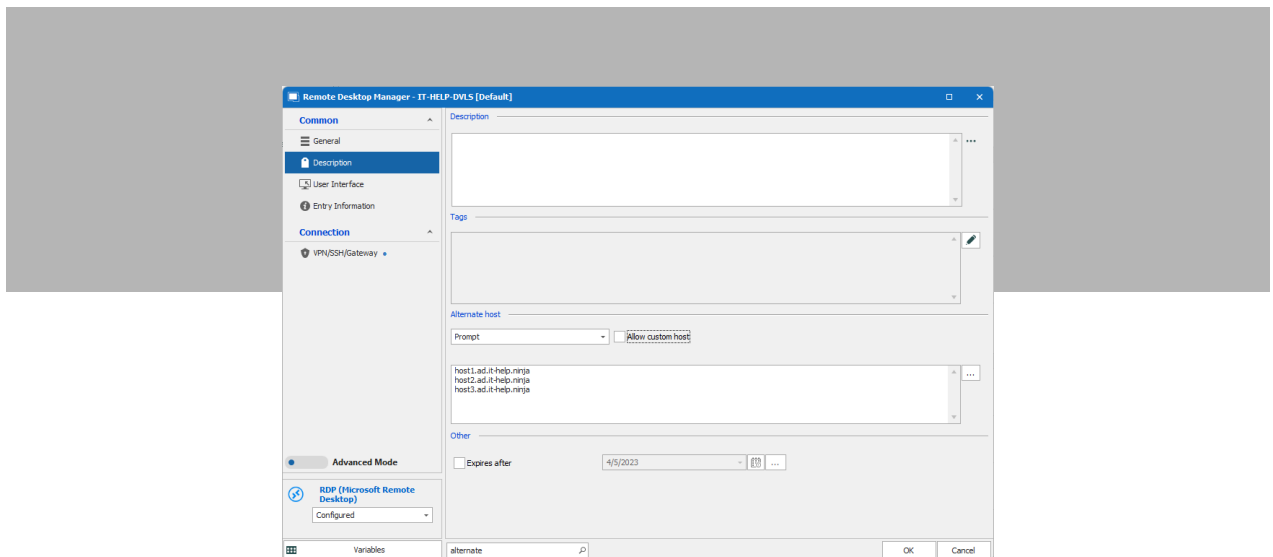 Remote Desktop Manager - IT-HELP-DVLS [Default]
Common
General
Description
User Interface
Entry Information
Connection
VPN/SSH/Gateway
Advanced Mode
RDP (Microsoft Remote
Desktop)
Configured
Variables
Description
...
Tags
Alternate host
Prompt
Allow custom host
host1.ad.it-help.ninja
host2.ad.it-help.ninja
host3.ad.it-help.ninja
...
Other
Expires after
4/5/2023
...
alternate
OK
Cancel